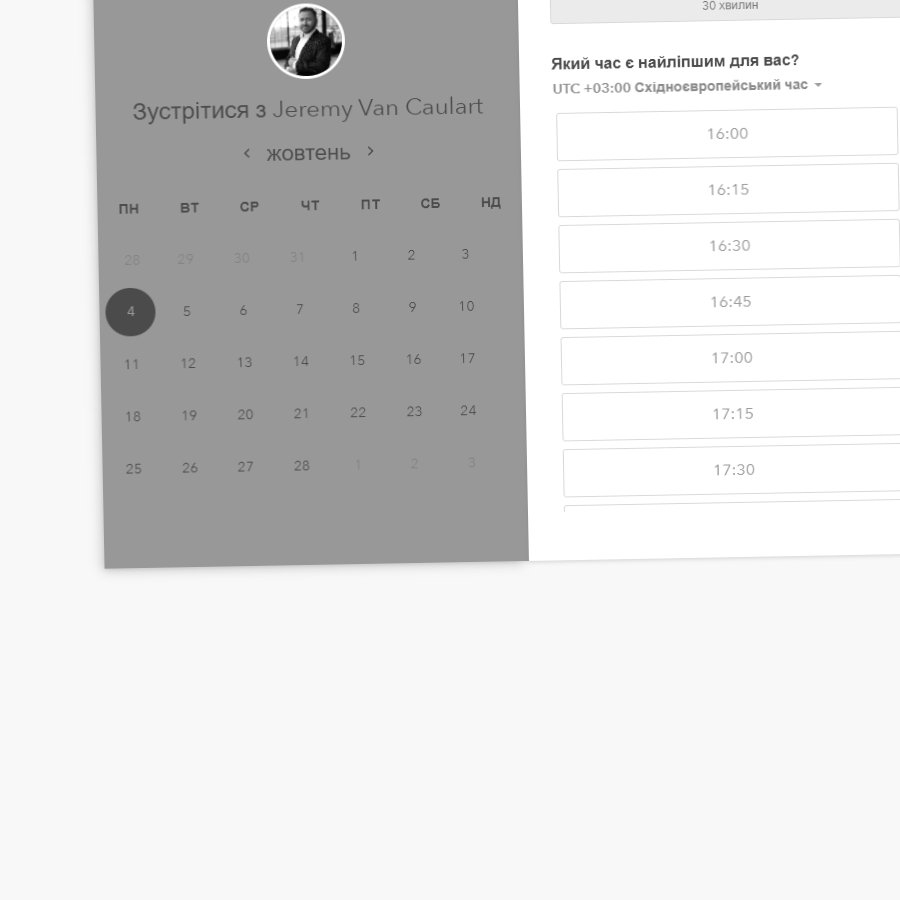 Зустрітися з Jeremy Van Caulart
жовтень
ПН ВТ СР ЧТ ПТ СБ НД
28 29 30 31 1 2 3
4 5 6 7 8 9 10
11 12 13 14 15 16 17
18 19 20 21 22 23 24
25 26 27 28 1 2 3
30 хвилин
Який час є найліпшим для вас?
UTC +03:00 Східноєвропейський час
16:00
16:15
16:30
16:45
17:00
17:15
17:30